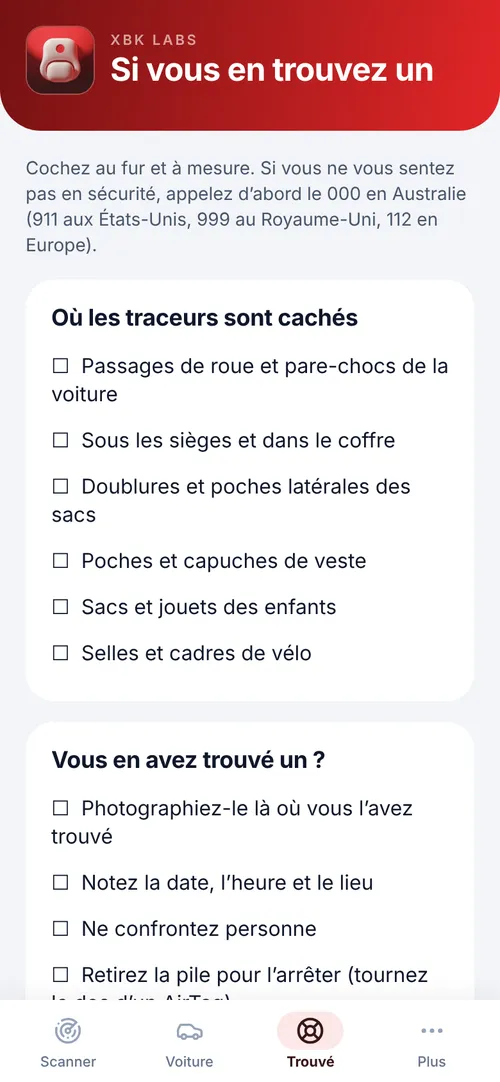 XBK LABS
Si vous en trouvez un
Cochez au fur et à mesure. Si vous ne vous sentez
pas en sécurité, appelez d’abord le 000 en Australie
(911 aux États-Unis, 999 au Royaume-Uni, 112 en
Europe).
Où les traceurs sont cachés
☐ Passages de roue et pare-chocs de la
voiture
☐ Sous les sièges et dans le coffre
☐ Doublures et poches latérales des
sacs
☐ Poches et capuches de veste
☐ Sacs et jouets des enfants
☐ Selles et cadres de vélo
Vous en avez trouvé un ?
☐ Photographiez-le là où vous l’avez
trouvé
☐ Notez la date, l’heure et le lieu
☐ Ne confrontez personne
☐ Retirez la pile pour l’arrêter (tournez
le dos d’un AirTag)
Scanner
Voiture
Trouvé
Plus